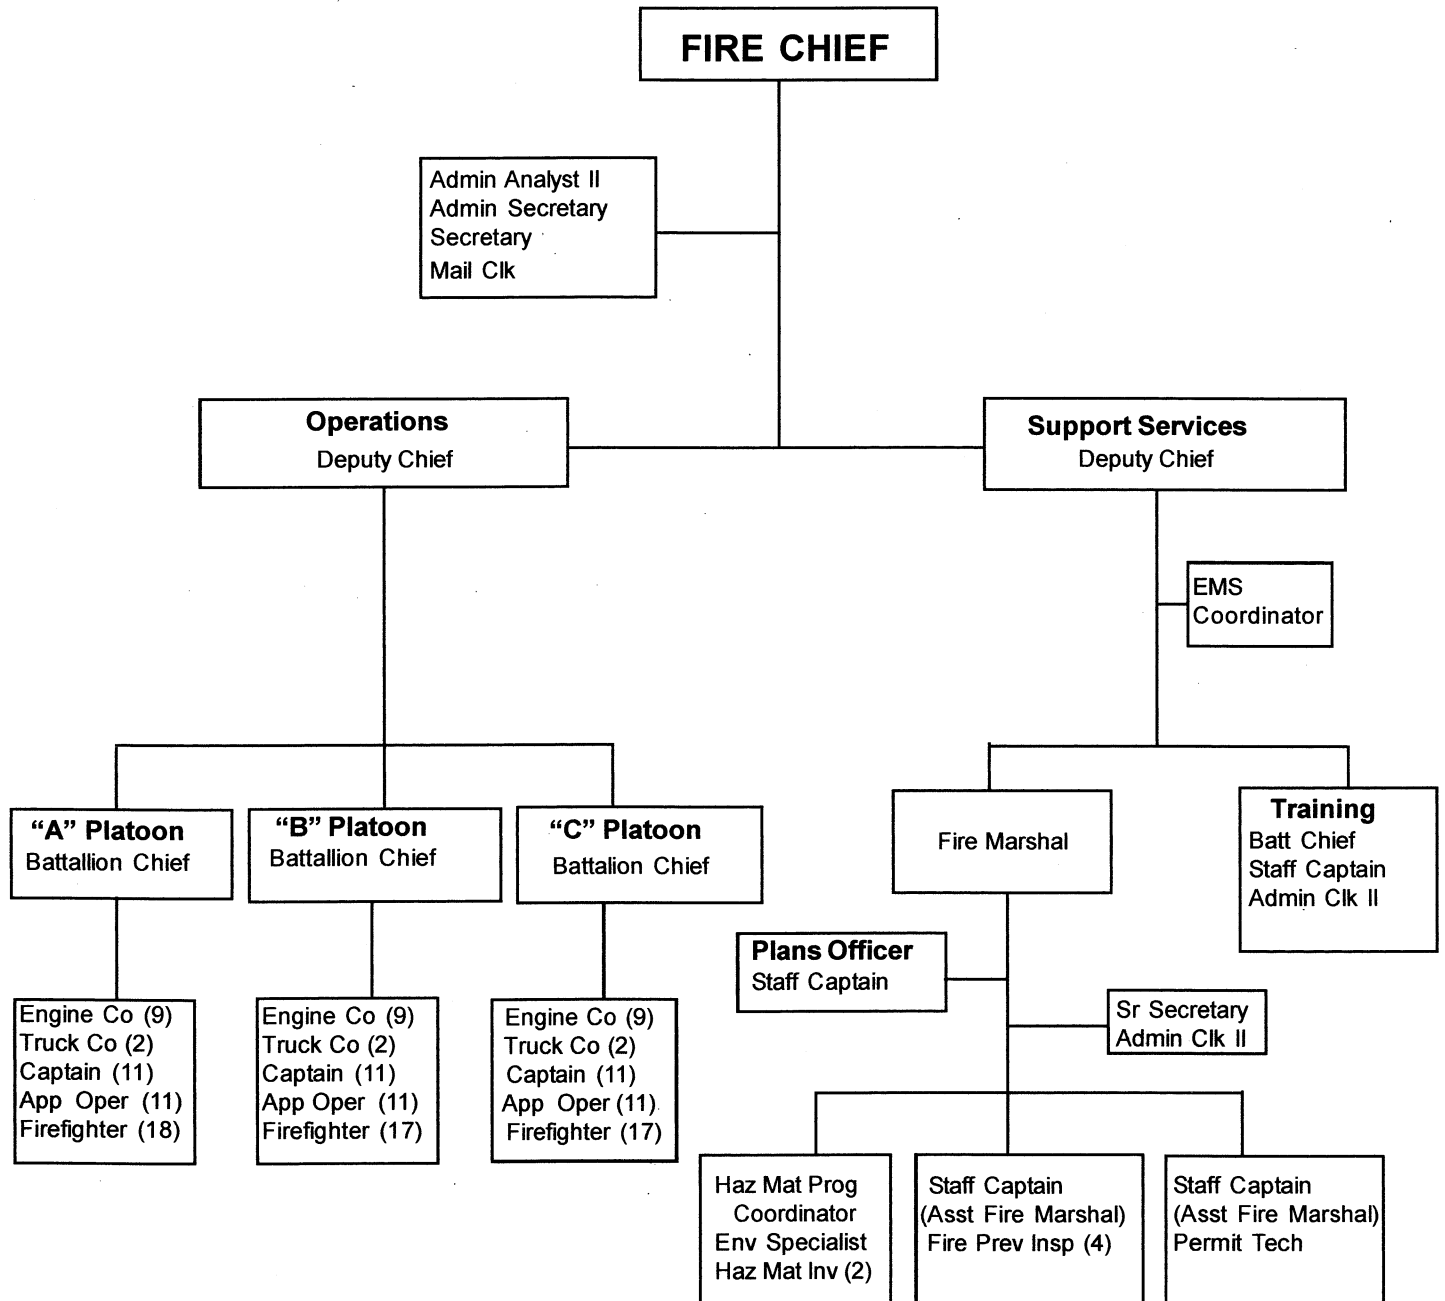 FIRE CHIEF
Admin Analyst II
Admin Secretary
Secretary
Mail Clk
Operations
Deputy Chief
Support Services
Deputy Chief
EMS
Coordinator
“A” Platoon
Battallion Chief
“B” Platoon
Battallion Chief
“C” Platoon
Battalion Chief
Fire Marshal
Training
Batt Chief
Staff Captain
Admin Clk II
Plans Officer
Staff Captain
Sr Secretary
Admin Clk II
Engine Co (9)
Truck Co (2)
Captain (11)
App Oper (11)
Firefighter (18)
Engine Co (9)
Truck Co (2)
Captain (11)
App Oper (11)
Firefighter (17)
Engine Co (9)
Truck Co (2)
Captain (11)
App Oper (11)
Firefighter (17)
Haz Mat Prog
Coordinator
Env Specialist
Haz Mat Inv (2)
Staff Captain
(Asst Fire Marshal)
Fire Prev Insp (4)
Staff Captain
(Asst Fire Marshal)
Permit Tech